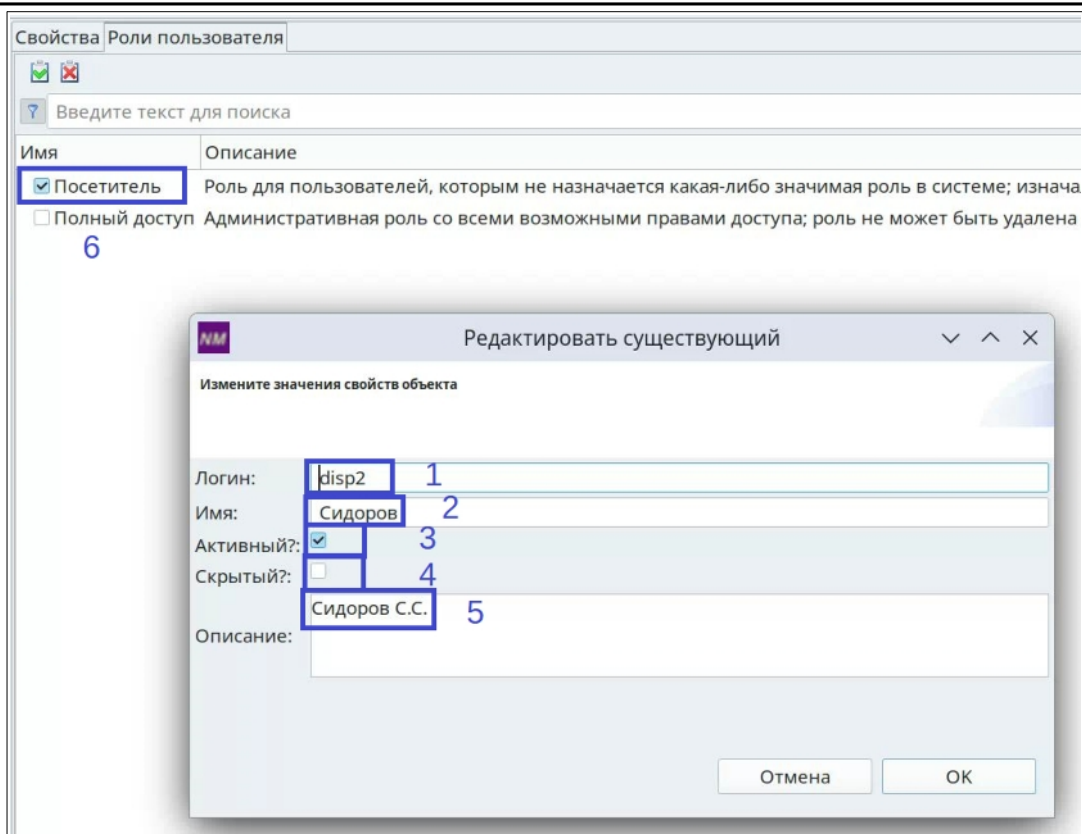 Свойства Роли пользователя
Введите текст для поиска
Имя Описание
Посетитель Роль для пользователей, которым не назначается какая-либо значимая роль в системе;
Полный доступ Административная роль со всеми возможными правами доступа; роль не может быть удалена
6
NM Редактировать существующий
Измените значения свойств объекта
Логин: disp2 1
Имя: Сидоров 2
Активный?: 3
Скрытый?: 4
Сидоров С.С. 5
Описание:
Отмена OK